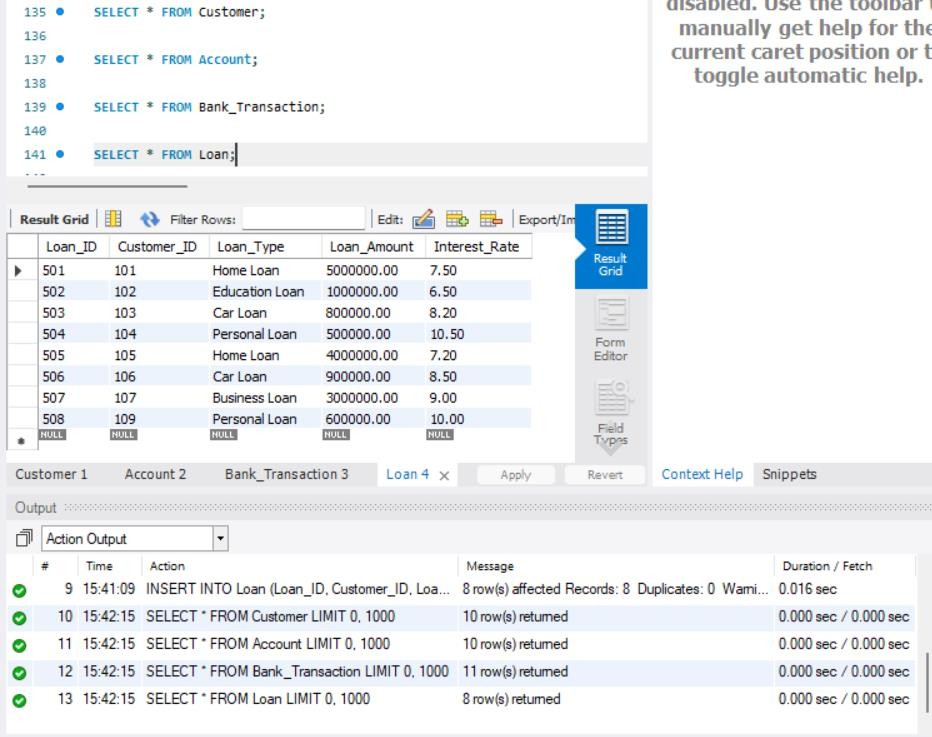 135 SELECT * FROM Customer;
136
137 SELECT * FROM Account;
138
139 SELECT * FROM Bank_Transaction;
140
141 SELECT * FROM Loan;
disabled. Use the toolbar
manually get help for the
current caret position or
toggle automatic help.
Result Grid Filter Rows: Edit: Export/Im
Loan_ID Customer_ID Loan_Type Loan_Amount Interest_Rate
501 101 Home Loan 5000000.00 7.50
502 102 Education Loan 1000000.00 6.50
503 103 Car Loan 800000.00 8.20
504 104 Personal Loan 500000.00 10.50
505 105 Home Loan 4000000.00 7.20
506 106 Car Loan 900000.00 8.50
507 107 Business Loan 3000000.00 9.00
508 109 Personal Loan 600000.00 10.00
NULL NULL NULL NULL NULL
Result
Grid
Form
Editor
Field
Types
Customer 1 Account 2 Bank_Transaction 3 Loan 4 Apply Revert Context Help Snippets
Output
Action Output
# Time Action Message Duration / Fetch
9 15:41:09 INSERT INTO Loan (Loan_ID, Customer_ID, Loa... 8 row(s) affected Records: 8 Duplicates: 0 Warni... 0.016 sec
10 15:42:15 SELECT * FROM Customer LIMIT 0, 1000 10 row(s) returned 0.000 sec / 0.000 sec
11 15:42:15 SELECT * FROM Account LIMIT 0, 1000 10 row(s) returned 0.000 sec / 0.000 sec
12 15:42:15 SELECT * FROM Bank_Transaction LIMIT 0, 1000 11 row(s) returned 0.000 sec / 0.000 sec
13 15:42:15 SELECT * FROM Loan LIMIT 0, 1000 8 row(s) returned 0.000 sec / 0.000 sec